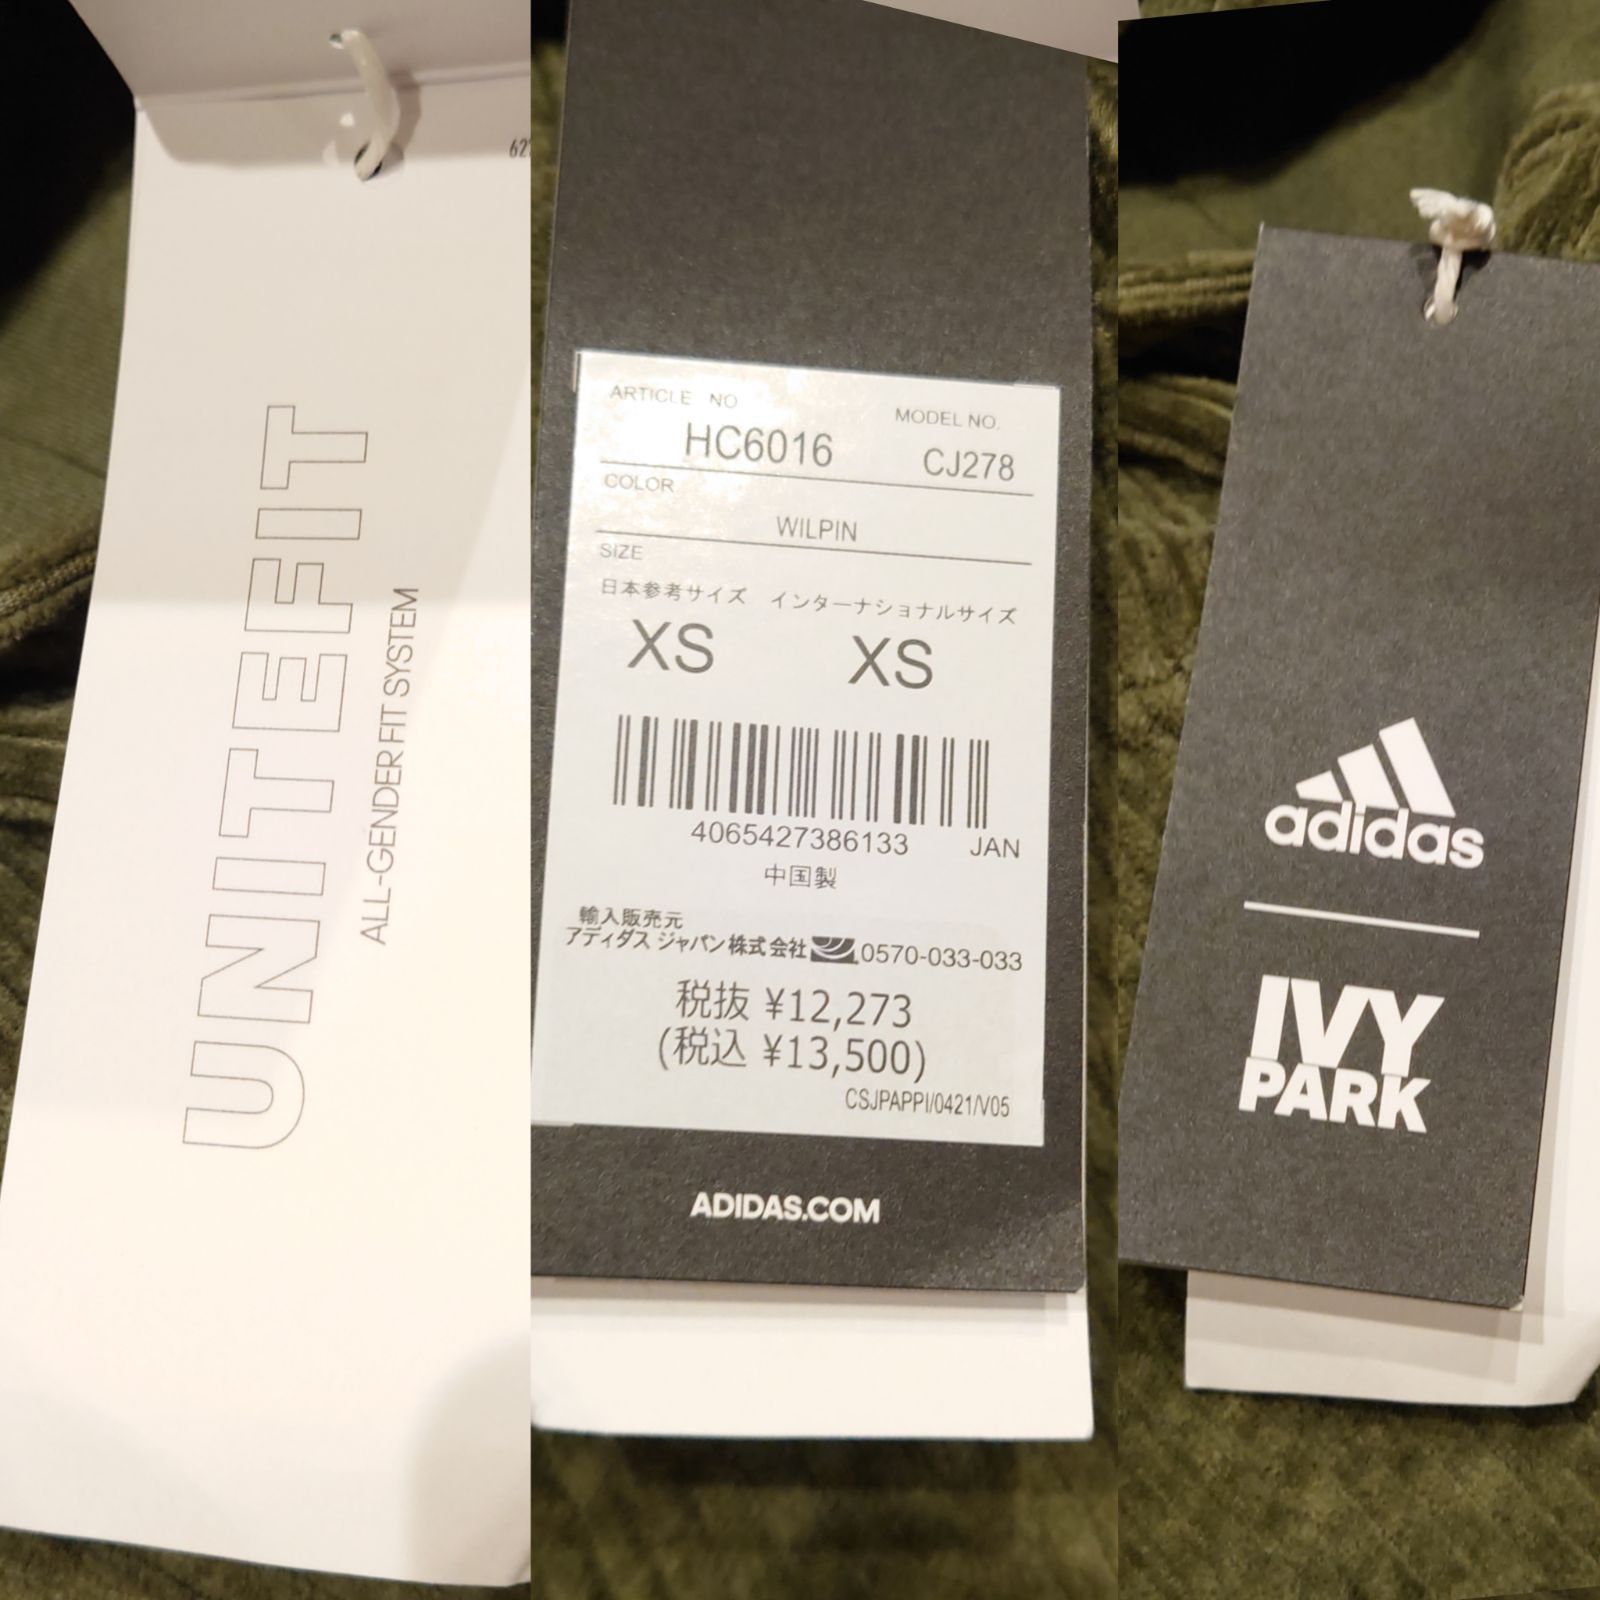 UNITEFIT
ALL-GENDER FIT SYSTEM
ARTICLE NO
HC6016
MODEL NO.
CJ278
COLOR
WILPIN
SIZE
日本参考サイズ インターナショナルサイズ
XS XS
4065427386133 JAN
中国製
輸入販売元
アディダス ジャパン株式会社 0570-033-033
税抜 ¥12,273
(税込 ¥13,500)
CSJPAPPI/0421/V05
ADIDAS.COM
adidas
IVY
PARK